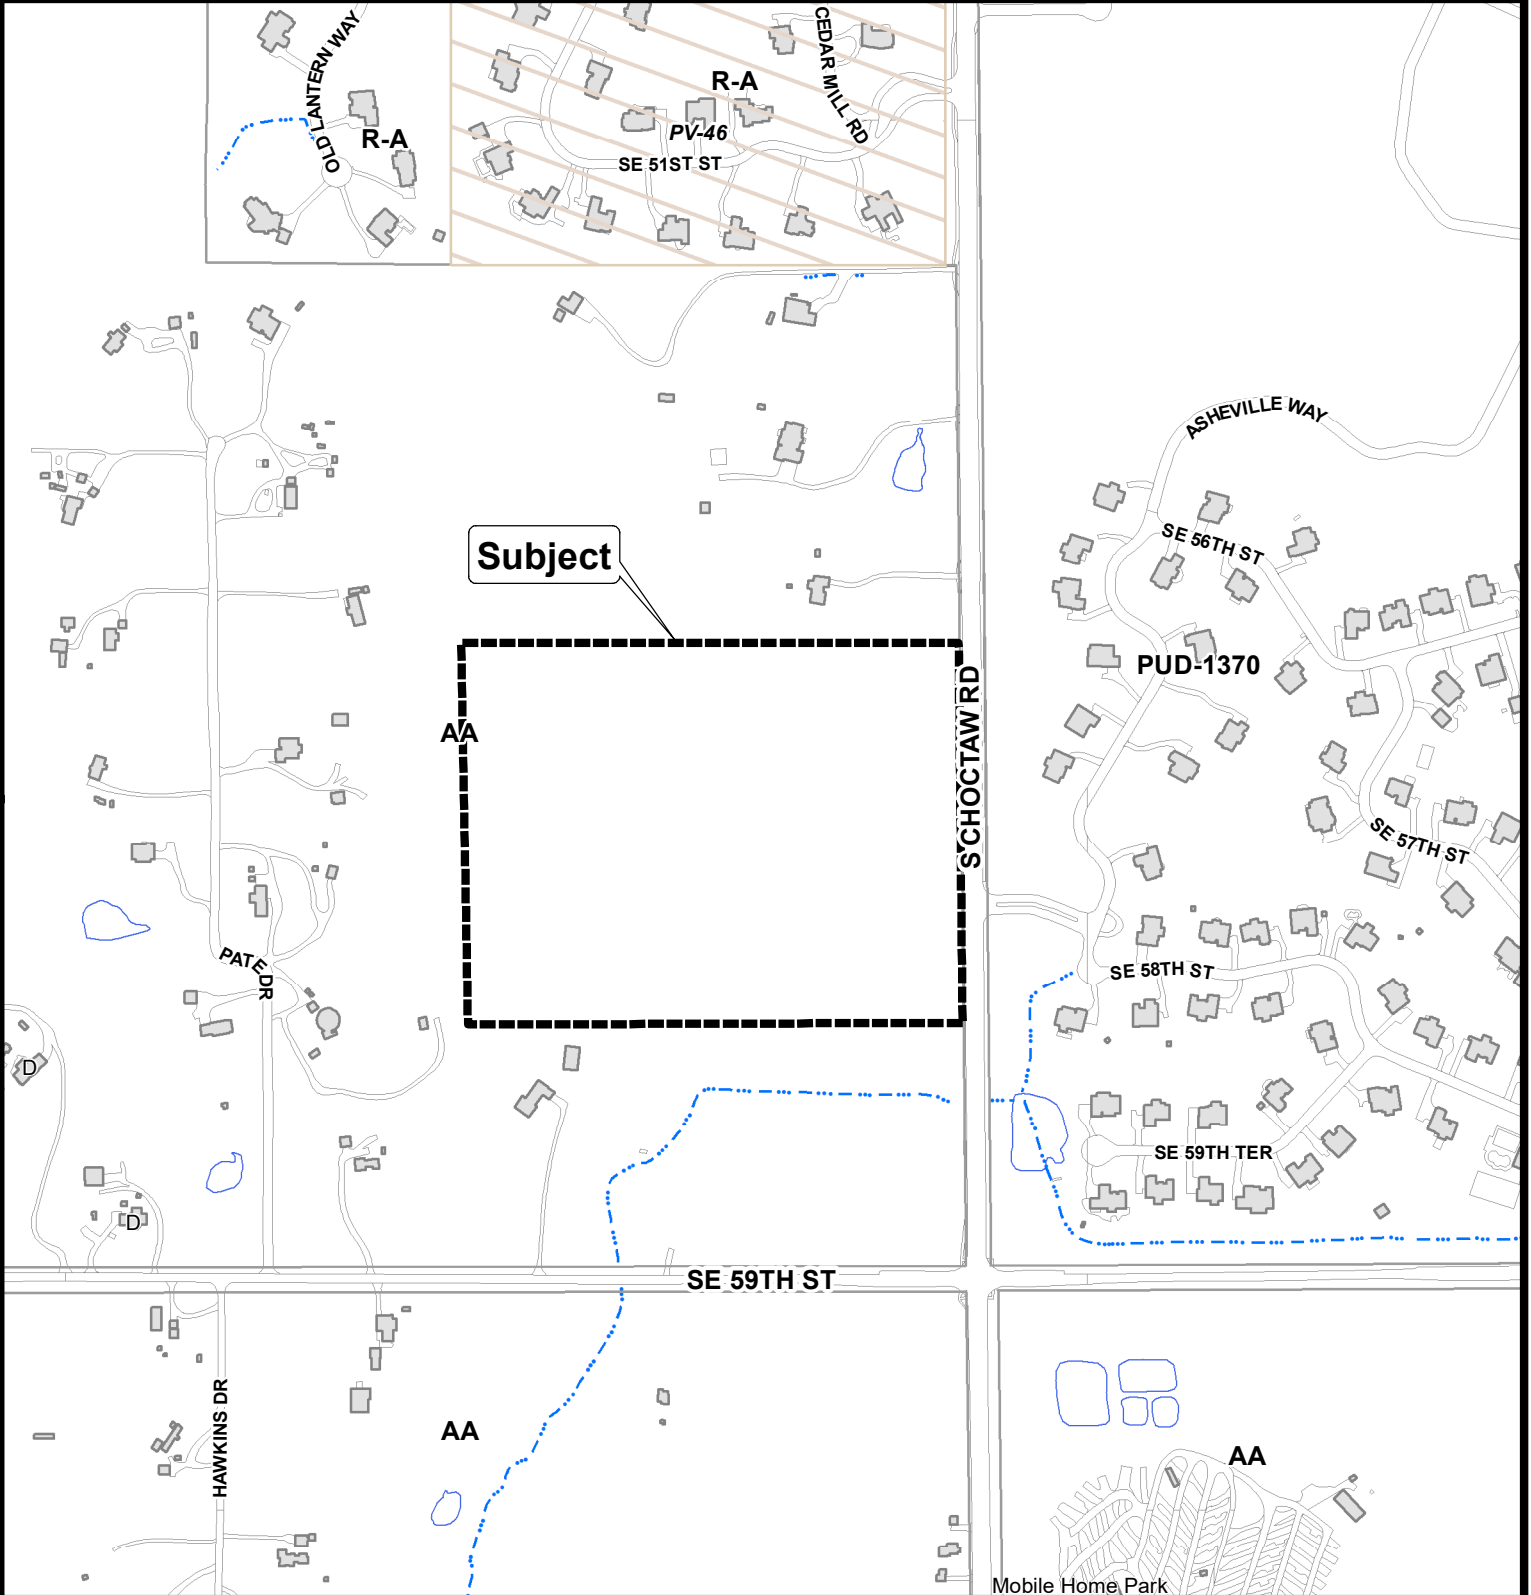 OLD LANTERN WAY
CEDAR MILL RD
R-A
PV-46
R-A
SE 51ST ST
ASHEVILLE WAY
SE 56TH ST
Subject
PUD-1370
AA
S CHOCTAW RD
SE 57TH ST
PATE DR
SE 58TH ST
D
SE 59TH TER
D
SE 59TH ST
HAWKINS DR
AA
AA
Mobile Home Park